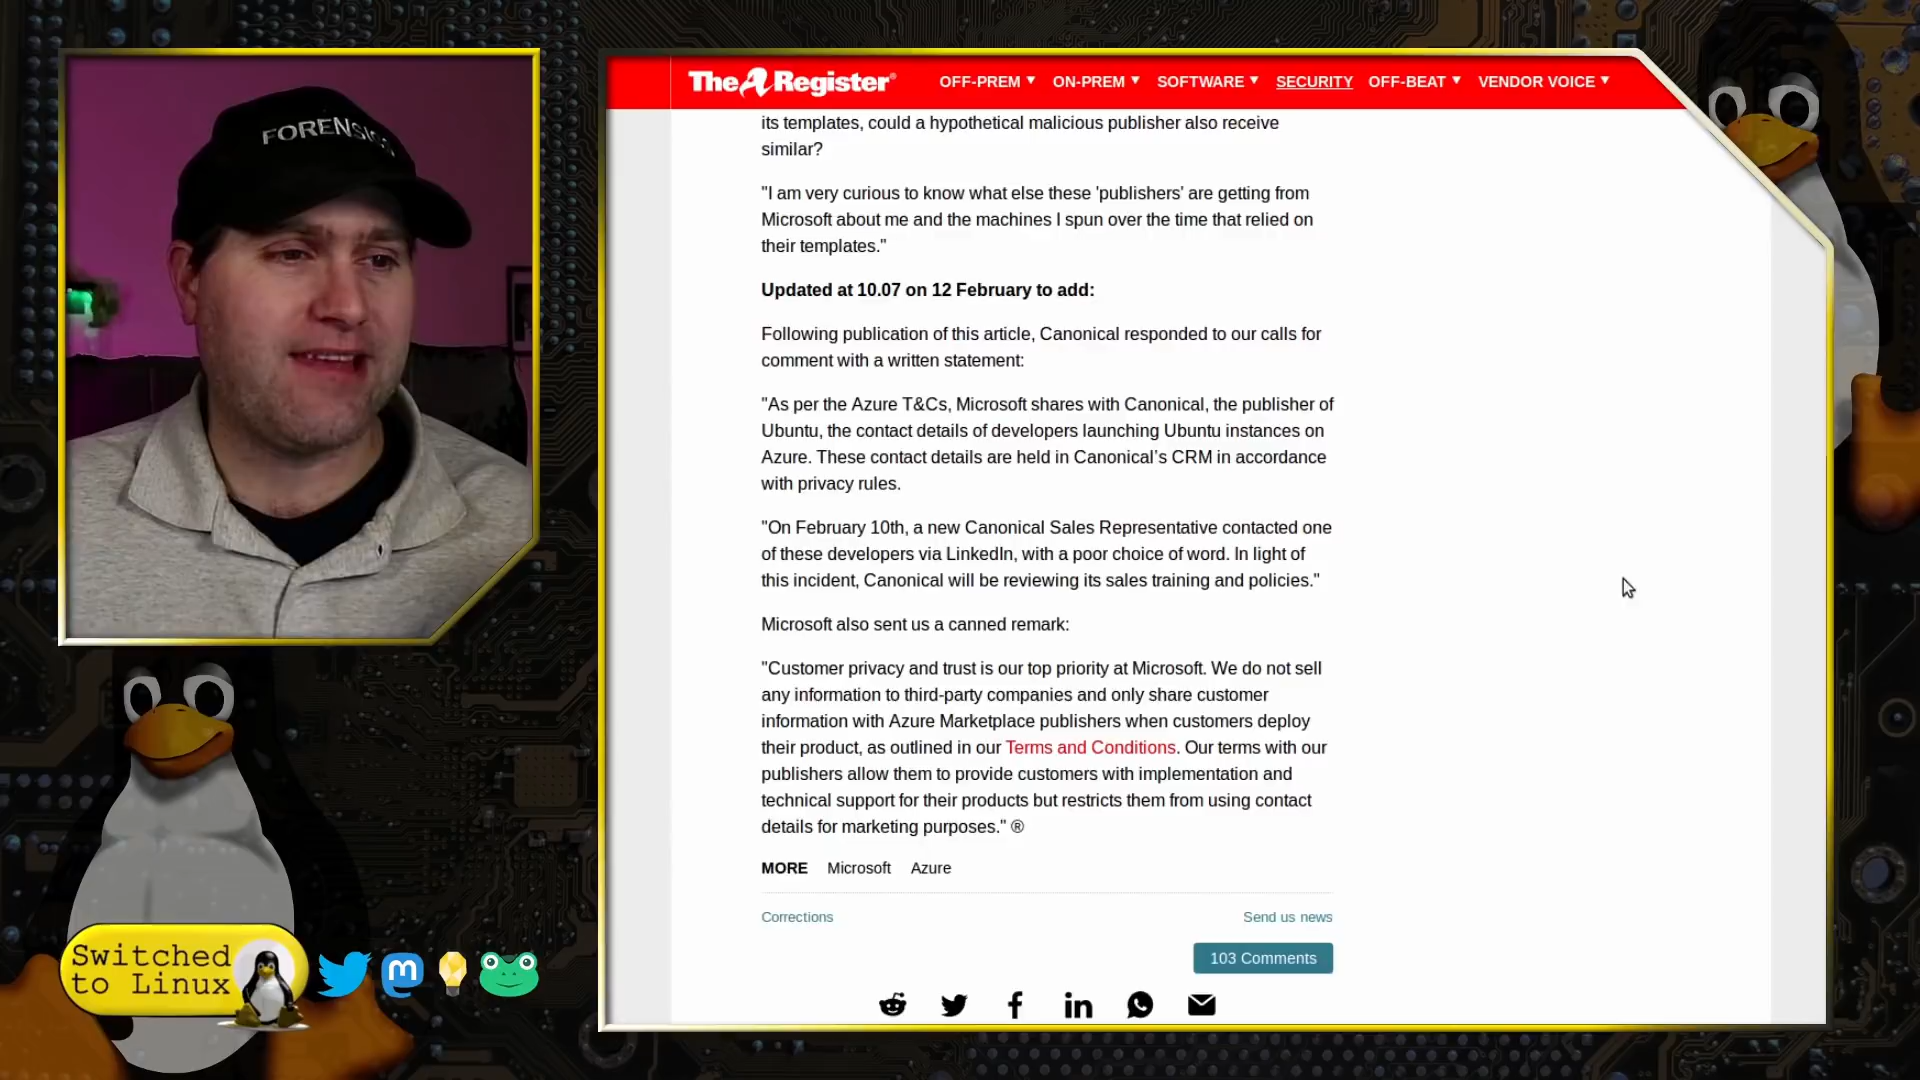 The Register®
OFF-PREM ON-PREM SOFTWARE SECURITY OFF-BEAT VENDOR VOICE
FORENSICS
its templates, could a hypothetical malicious publisher also receive
similar?
"I am very curious to know what else these 'publishers' are getting from
Microsoft about me and the machines I spun over the time that relied on
their templates."
Updated at 10.07 on 12 February to add:
Following publication of this article, Canonical responded to our calls for
comment with a written statement:
"As per the Azure T&Cs, Microsoft shares with Canonical, the publisher of
Ubuntu, the contact details of developers launching Ubuntu instances on
Azure. These contact details are held in Canonical’s CRM in accordance
with privacy rules.
"On February 10th, a new Canonical Sales Representative contacted one
of these developers via LinkedIn, with a poor choice of word. In light of
this incident, Canonical will be reviewing its sales training and policies."
Microsoft also sent us a canned remark:
"Customer privacy and trust is our top priority at Microsoft. We do not sell
any information to third-party companies and only share customer
information with Azure Marketplace publishers when customers deploy
their product, as outlined in our Terms and Conditions. Our terms with our
publishers allow them to provide customers with implementation and
technical support for their products but restricts them from using contact
details for marketing purposes." ®
MORE Microsoft Azure
Corrections Send us news
103 Comments
Switched
to Linux